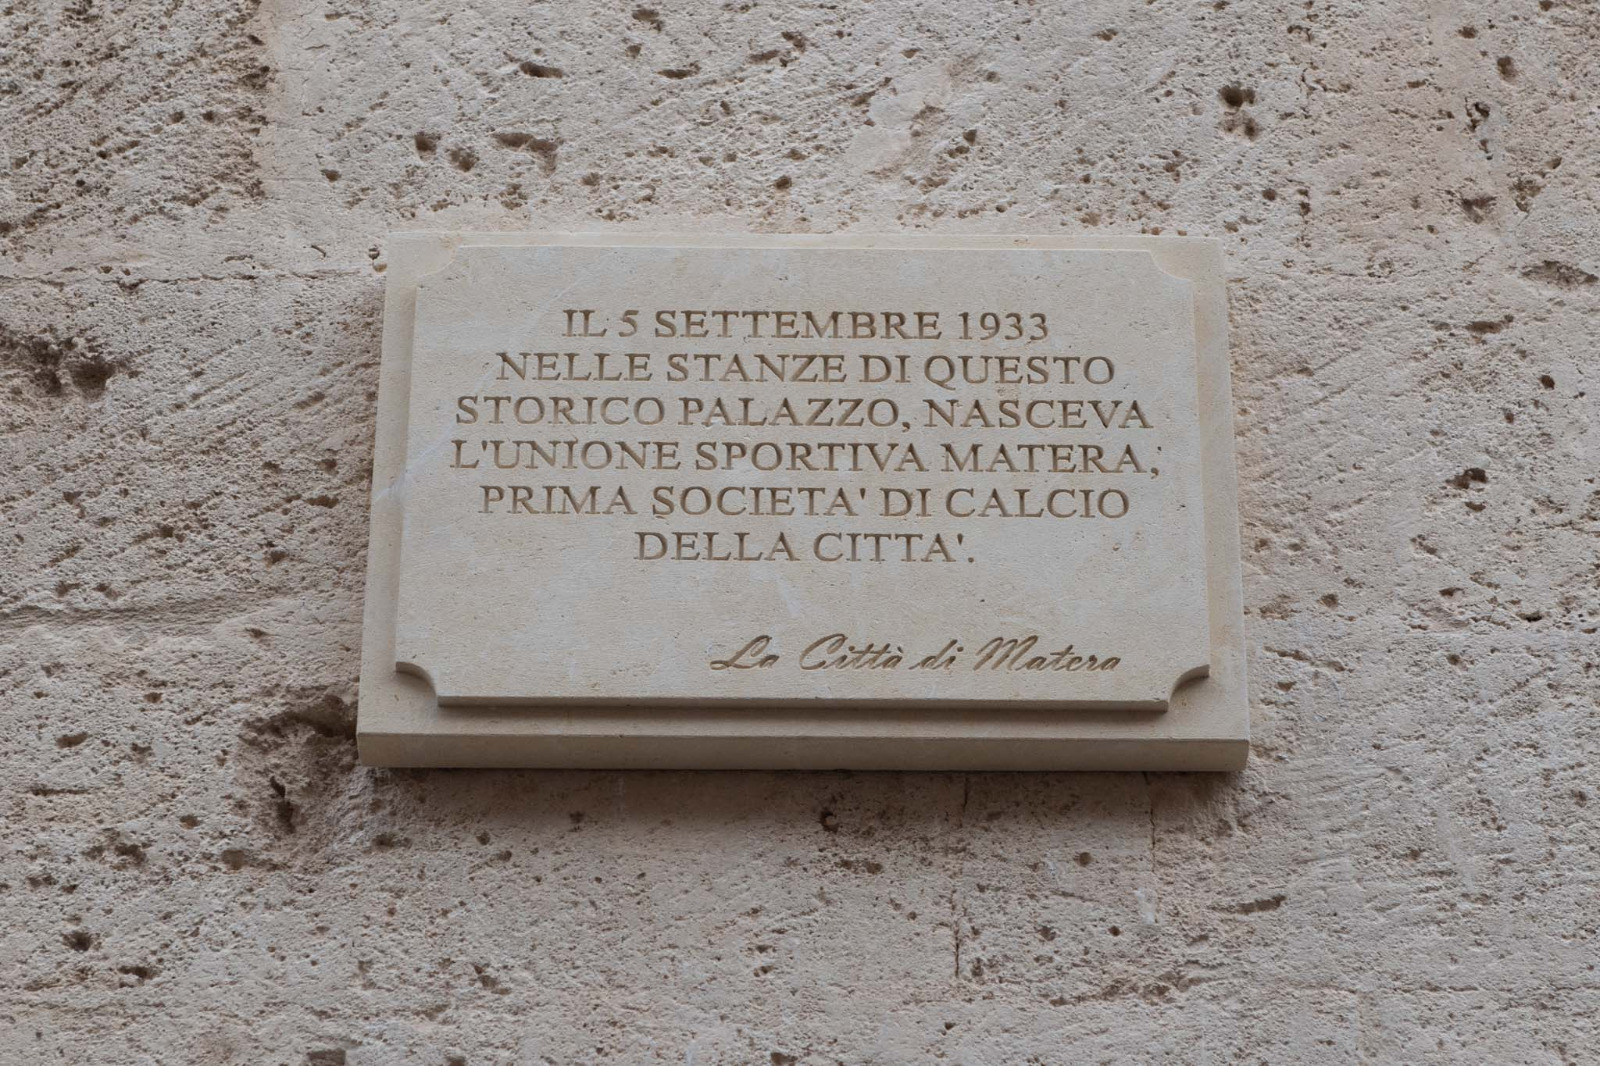 IL 5 SETTEMBRE 1933
NELLE STANZE DI QUESTO
STORICO PALAZZO, NASCEVA
L'UNIONE SPORTIVA MATERA,
PRIMA SOCIETA' DI CALCIO
DELLA CITTA'.
La Città di Matera